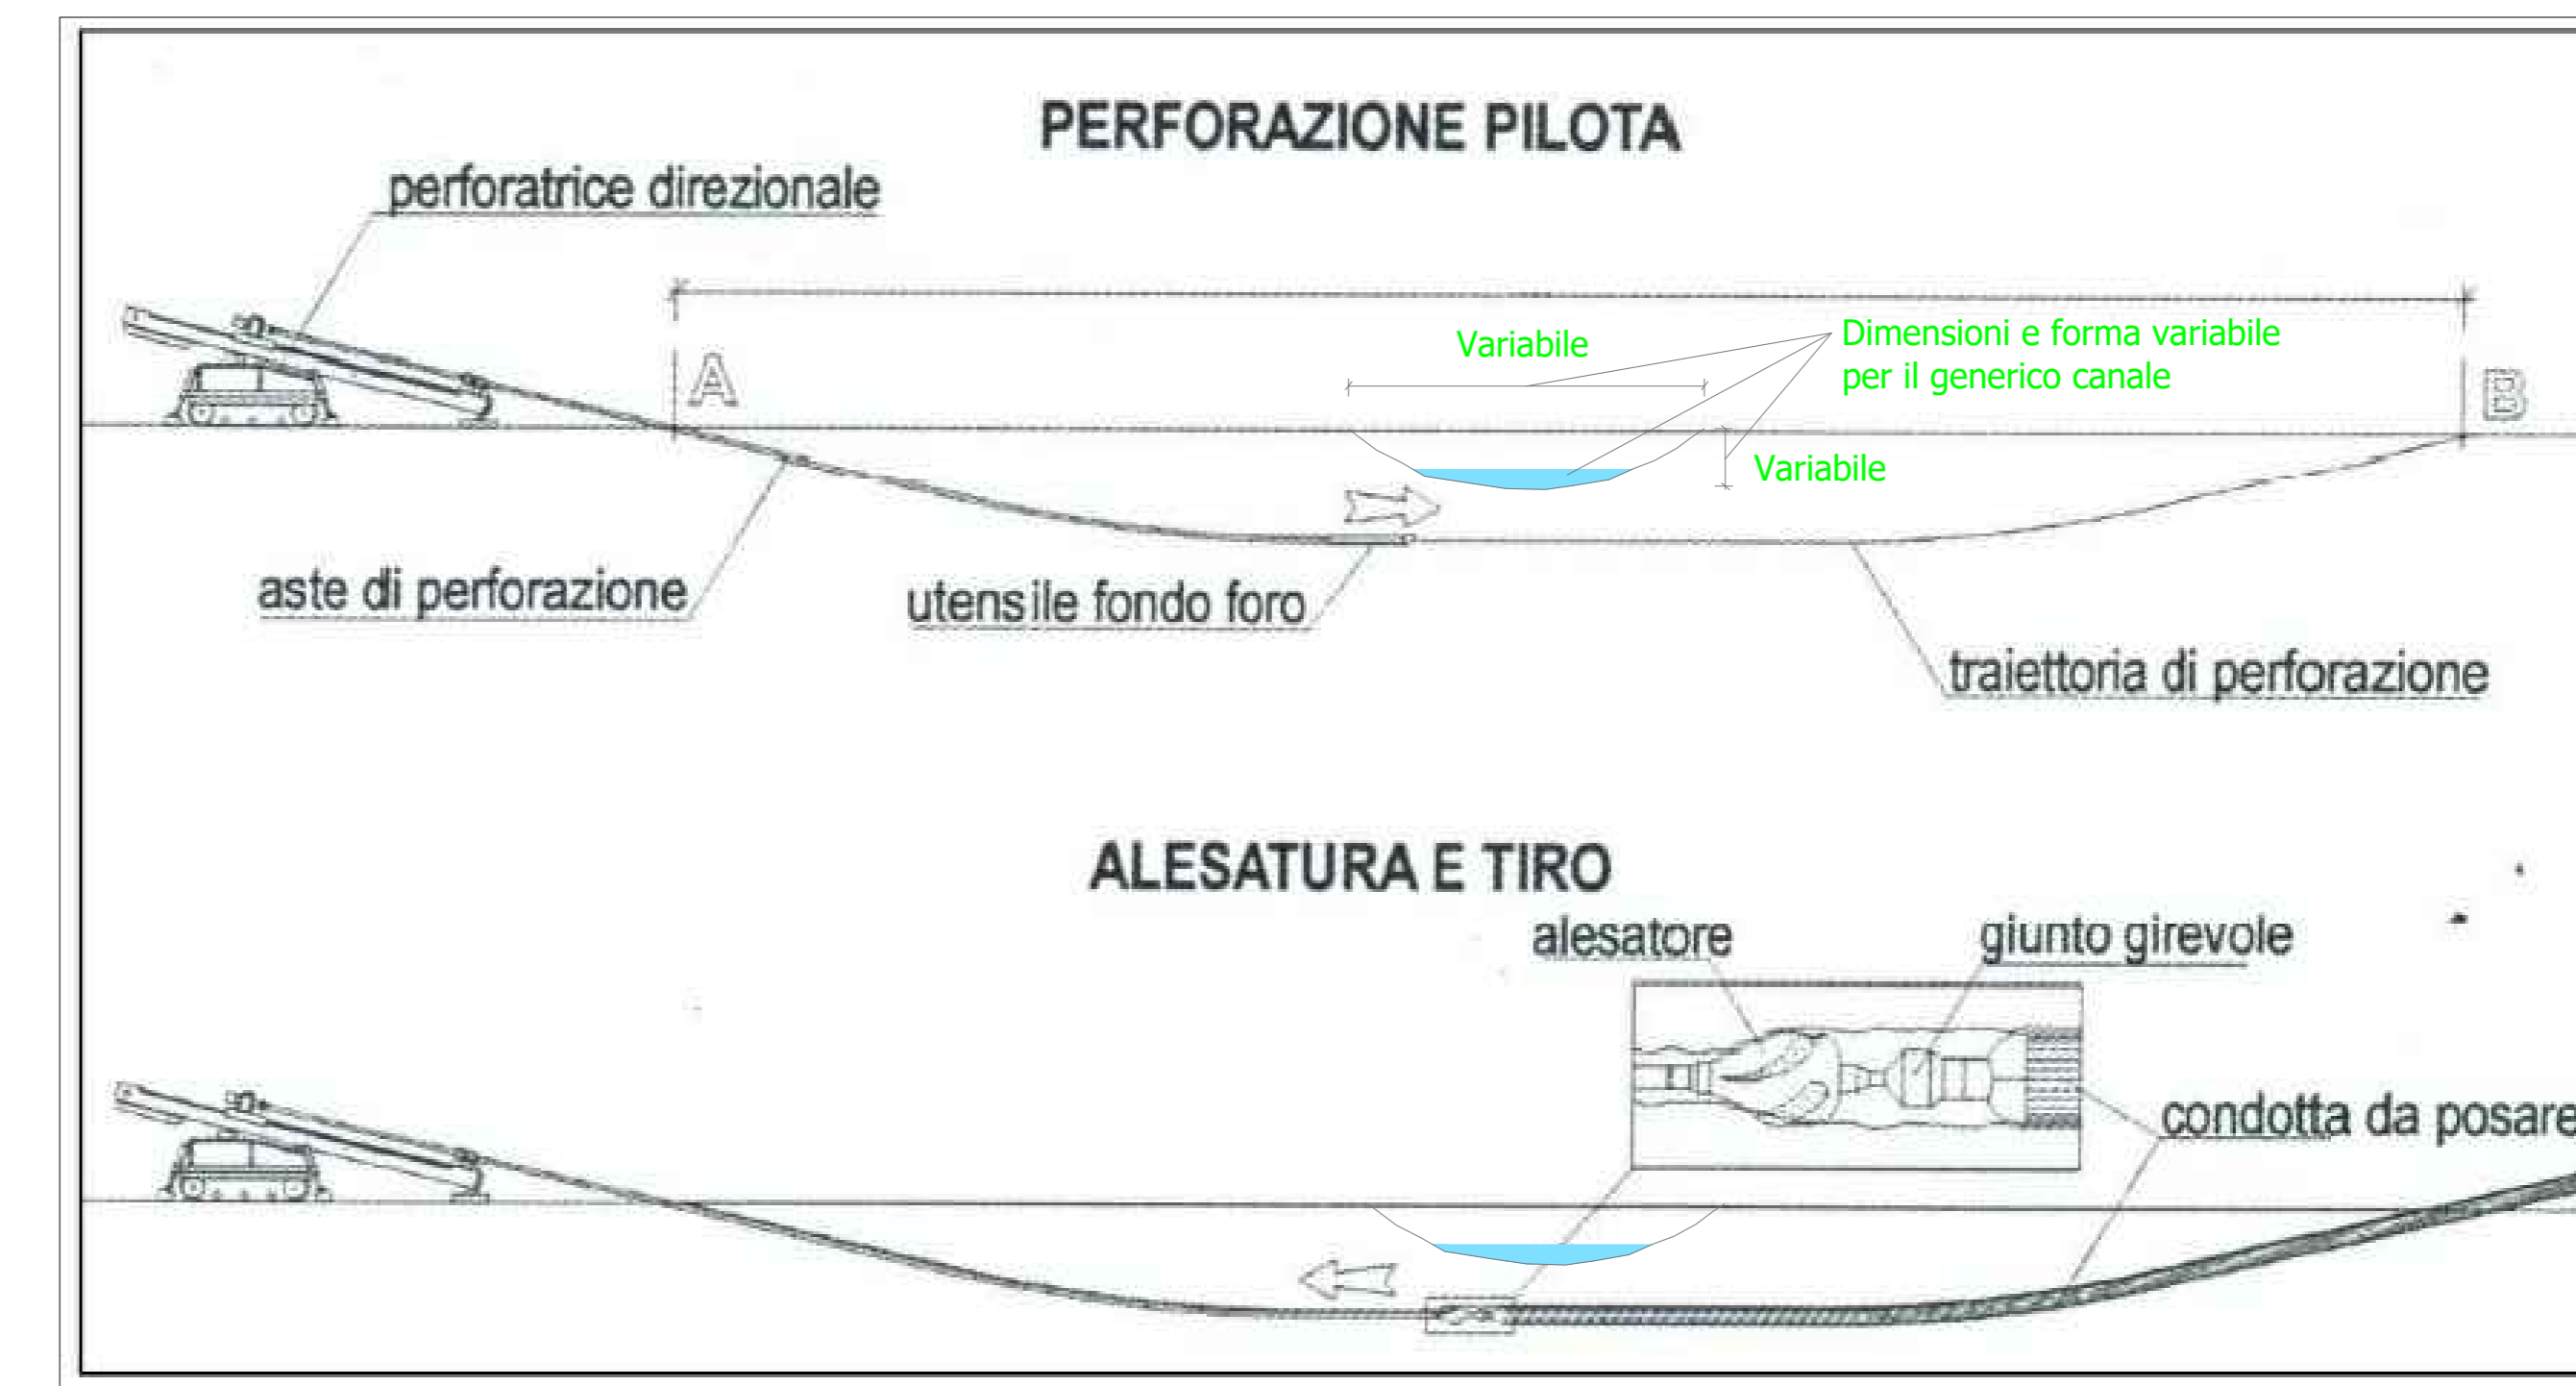 PERFORAZIONE PILOTA
perforatrice direzionale
A
Variabile
Dimensioni e forma variabile
per il generico canale
B
Variabile
aste di perforazione
utensile fondo foro
traiettoria di perforazione
ALESATURA E TIRO
alesatore
giunto girevole
condotta da posare